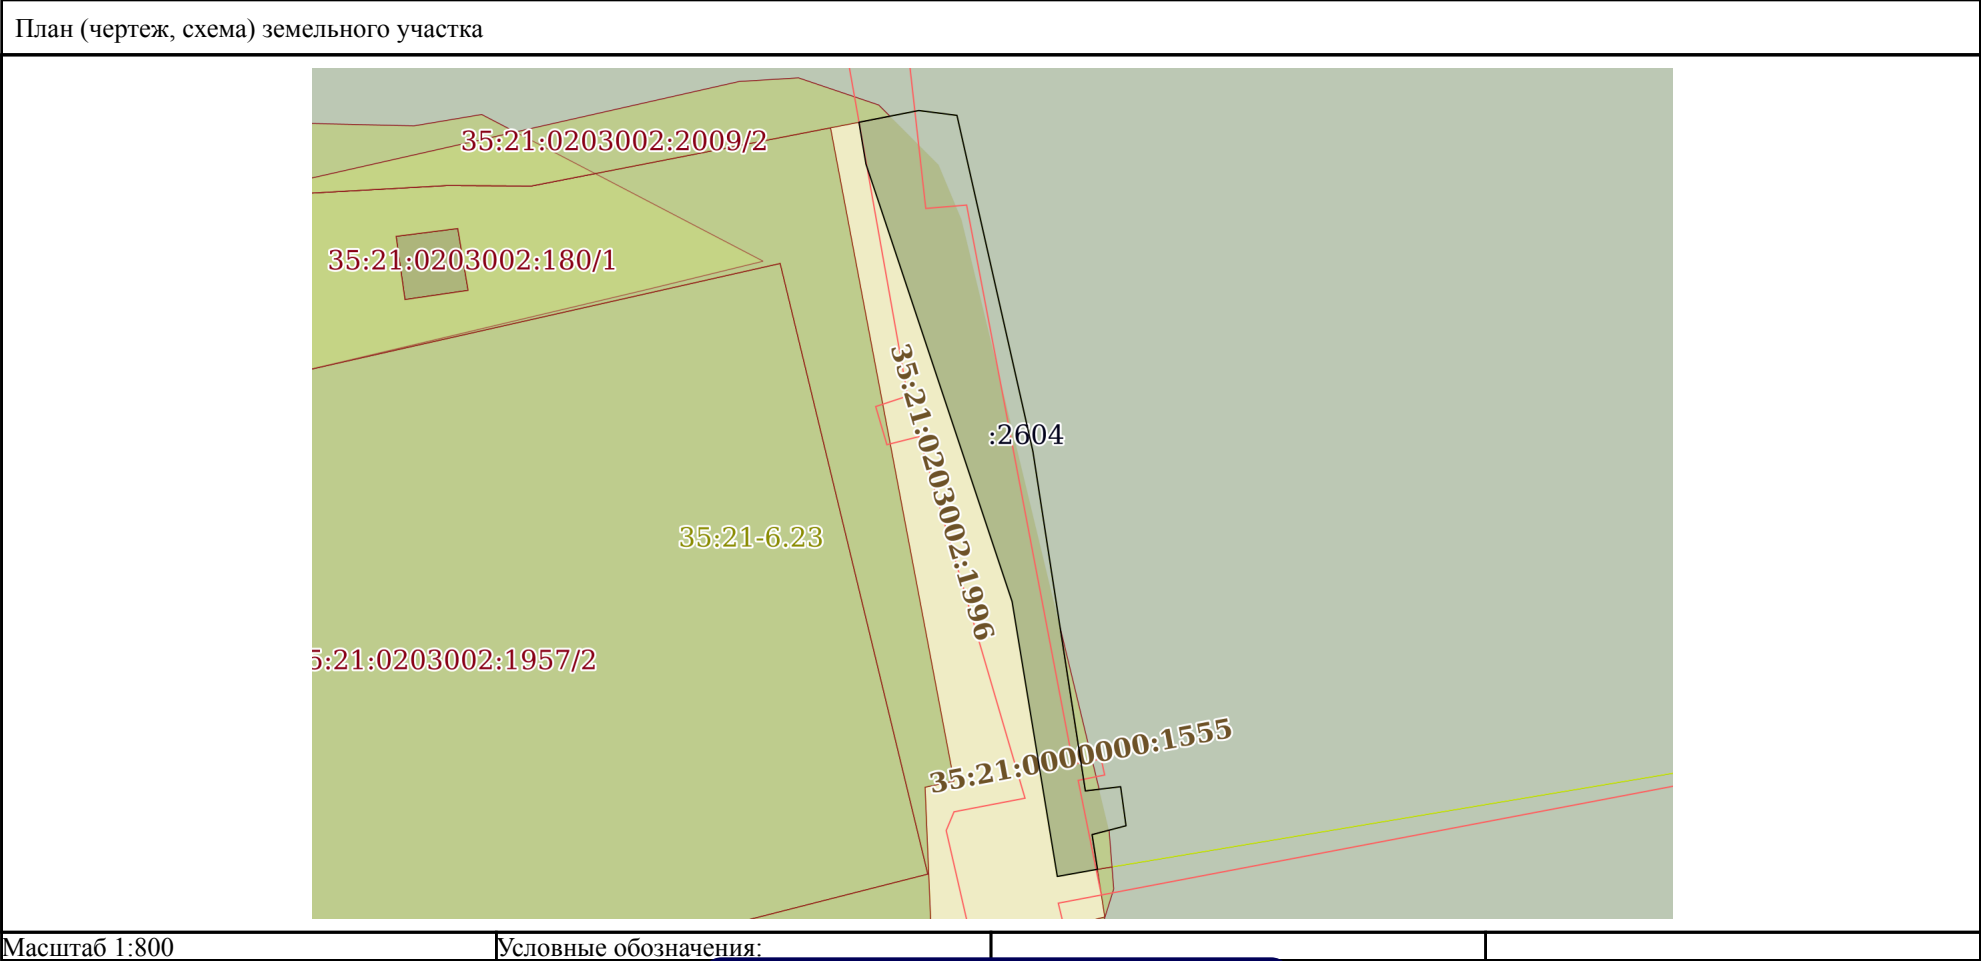 План (чертеж, схема) земельного участка
35:21:0203002:2009/2
35:21:0203002:180/1
35:21:0203002:1996
:2604
35:21-6.23
5:21:0203002:1957/2
35:21:0000000:1555
Масштаб 1:800
Условные обозначения: